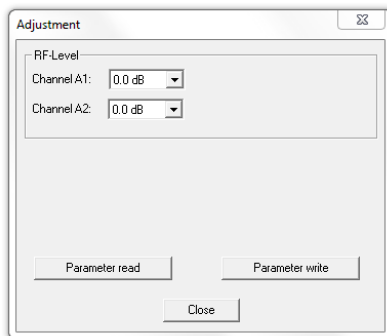 Adjustment
RF-Level
Channel A1: 0.0 dB
Channel A2: 0.0 dB
Parameter read Parameter write
Close